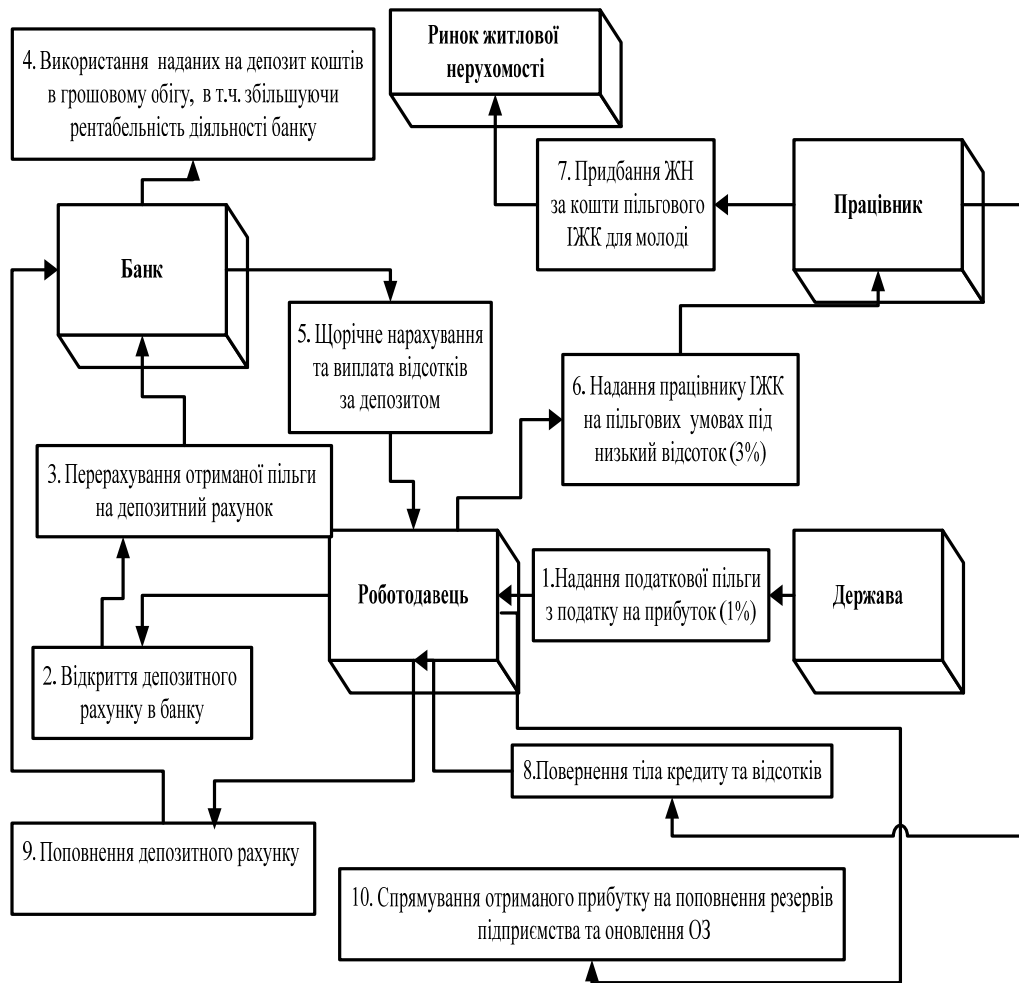 4. Використання наданих на депозит коштів
в грошовому обігу, в т.ч. збільшуючи
рентабельність діяльності банку
Ринок житлової
нерухомості
7. Придбання ЖН
за кошти пільгового
ІЖК для молоді
Працівник
Банк
5. Щорічне нарахування
та виплата відсотків
за депозитом
6. Надання працівнику ІЖК
на пільгових умовах під
низький відсоток (3%)
3. Перерахування отриманої пільги
на депозитний рахунок
Роботодавець
1.Надання податкової пільги
з податку на прибуток (1%)
Держава
2. Відкриття депозитного
рахунку в банку
8.Повернення тіла кредиту та відсотків
9. Поповнення депозитного рахунку
10. Спрямування отриманого прибутку на поповнення резервів
підприємства та оновлення ОЗ